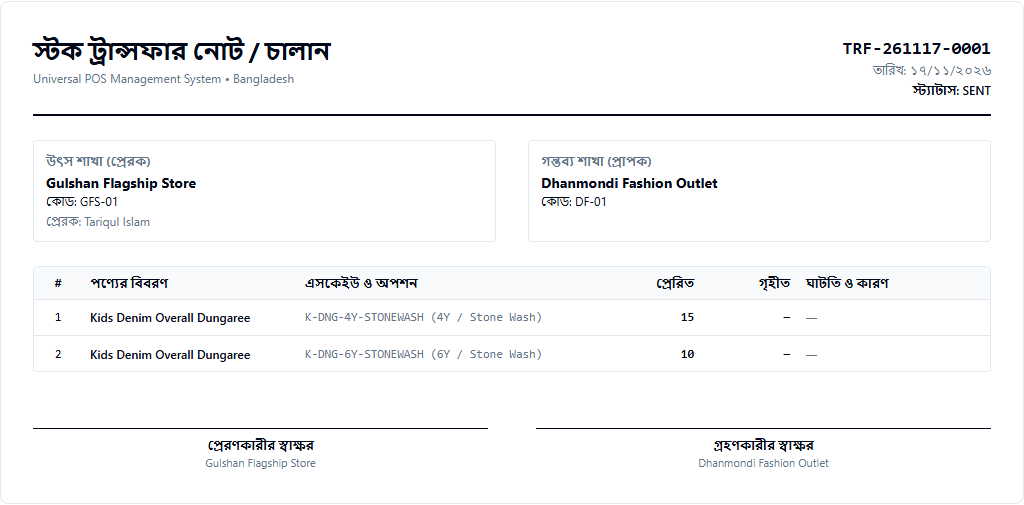 স্টক ট্রান্সফার নোট / চালান
Universal POS Management System • Bangladesh
TRF-261117-0001
তারিখ: ১৭/১১/২০২৬
স্ট্যাটাস: SENT
উৎস শাখা (প্রেরক)
Gulshan Flagship Store
কোড: GFS-01
প্রেরক: Tariqul Islam
গন্তব্য শাখা (প্রাপক)
Dhanmondi Fashion Outlet
কোড: DF-01
# পণ্যের বিবরণ এসকেইউ ও অপশন প্রেরিত গৃহীত ঘাটতি ও কারণ
1 Kids Denim Overall Dungaree K-DNG-4Y-STONEWASH (4Y / Stone Wash) 15 – —
2 Kids Denim Overall Dungaree K-DNG-6Y-STONEWASH (6Y / Stone Wash) 10 – —
প্রেরণকারীর স্বাক্ষর
Gulshan Flagship Store
গ্রহণকারীর স্বাক্ষর
Dhanmondi Fashion Outlet